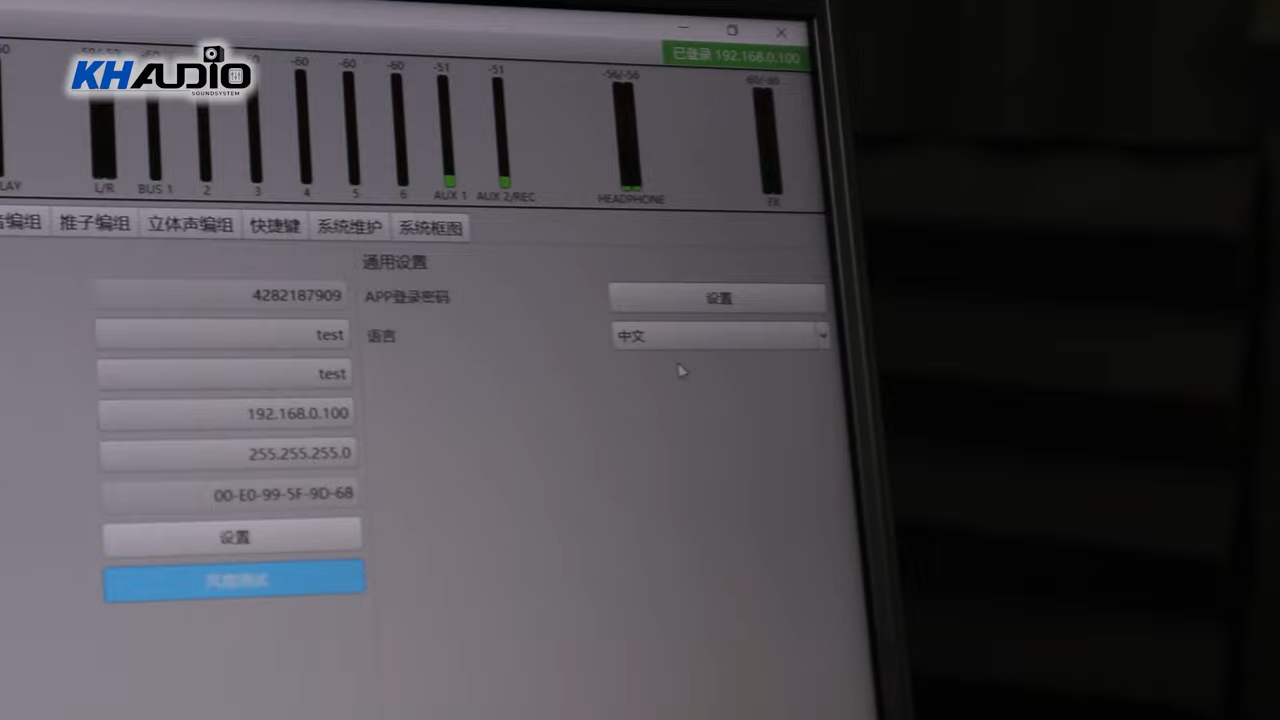 KHAUDIO
SOUNDSYSTEM
已登录 192.168.0.100
-60 -60 -60 -51 -51 -56/-56 -60/-60
LAY L/R BUS 1 2 3 4 5 6 AUX 1 AUX 2/REC HEADPHONE FX
编组 推子编组 立体声编组 快捷键 系统维护 系统框图
通用设置
4282187909 APP登录密码 设置
test 语言 中文
test
192.168.0.100
255.255.255.0
00-E0-99-5F-9D-68
设置